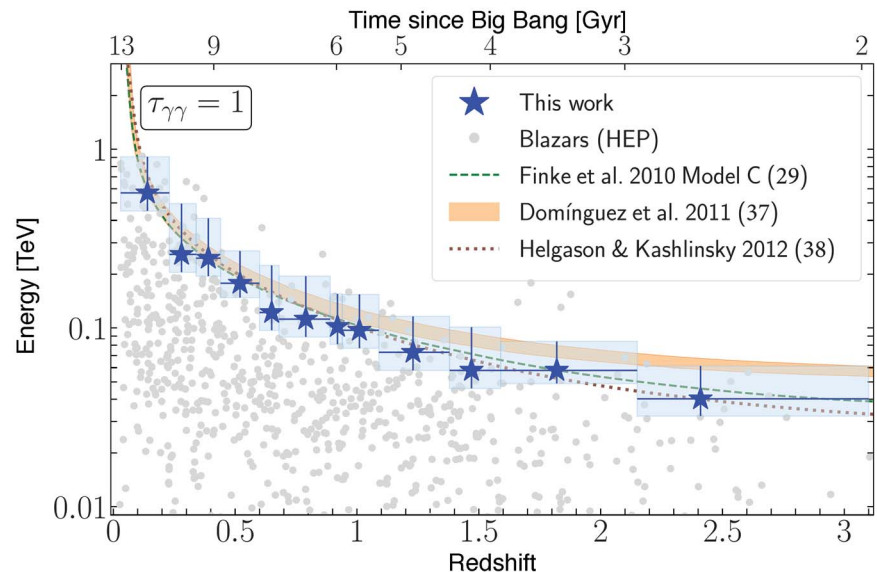 Time since Big Bang [Gyr]
13 9 6 5 4 3 2
τγγ = 1
This work
Blazars (HEP)
Finke et al. 2010 Model C (29)
Domínguez et al. 2011 (37)
Helgason & Kashlinsky 2012 (38)
Energy [TeV]
1
0.1
0.01
0 0.5 1 1.5 2 2.5 3
Redshift